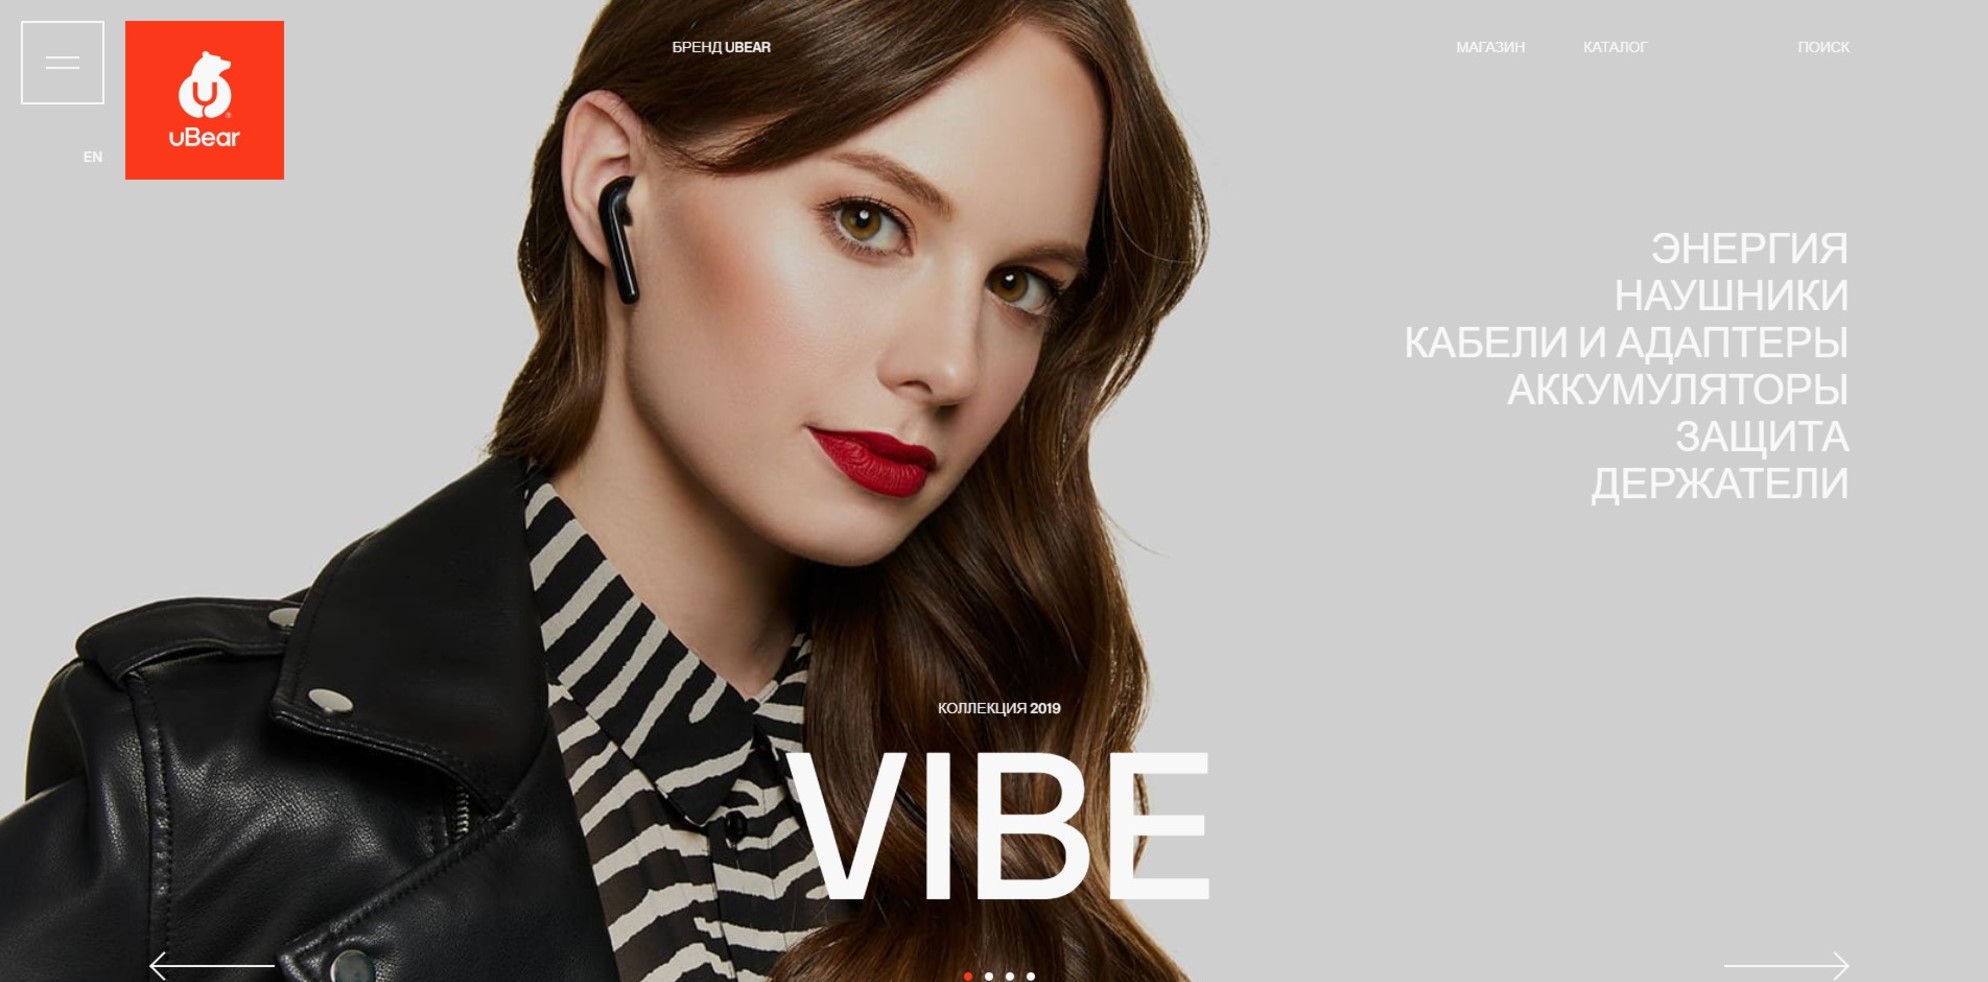 БРЕНД UBEAR
МАГАЗИН
КАТАЛОГ
ПОИСК
uBear
EN
ЭНЕРГИЯ
НАУШНИКИ
КАБЕЛИ И АДАПТЕРЫ
АККУМУЛЯТОРЫ
ЗАЩИТА
ДЕРЖАТЕЛИ
КОЛЛЕКЦИЯ 2019
VIBE